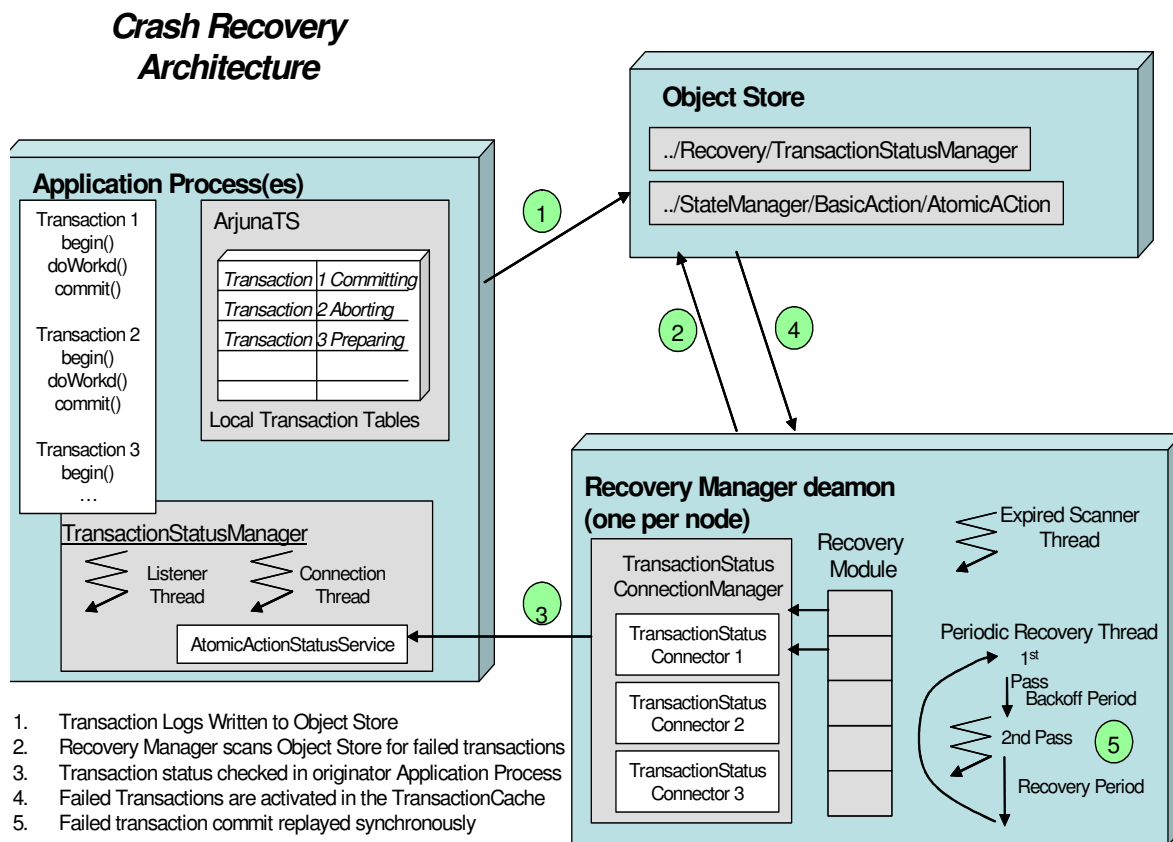 Crash Recovery
Architecture
Object Store
../Recovery/TransactionStatusManager
../StateManager/BasicAction/AtomicACtion
Application Process(es)
Transaction 1
begin()
doWorkd()
commit()
Transaction 2
begin()
doWorkd()
commit()
Transaction 3
begin()
…
ArjunaTS
Transaction 1 Committing
Transaction 2 Aborting
Transaction 3 Preparing
Local Transaction Tables
1
2
4
TransactionStatusManager
Listener
Thread
Connection
Thread
AtomicActionStatusService
3
Recovery Manager deamon
(one per node)
TransactionStatus
ConnectionManager
TransactionStatus
Connector 1
TransactionStatus
Connector 2
TransactionStatus
Connector 3
Recovery
Module
Expired Scanner
Thread
Periodic Recovery Thread
1st
Pass
Backoff Period
2nd Pass
5
Recovery Period
1. Transaction Logs Written to Object Store
2. Recovery Manager scans Object Store for failed transactions
3. Transaction status checked in originator Application Process
4. Failed Transactions are activated in the TransactionCache
5. Failed transaction commit replayed synchronously